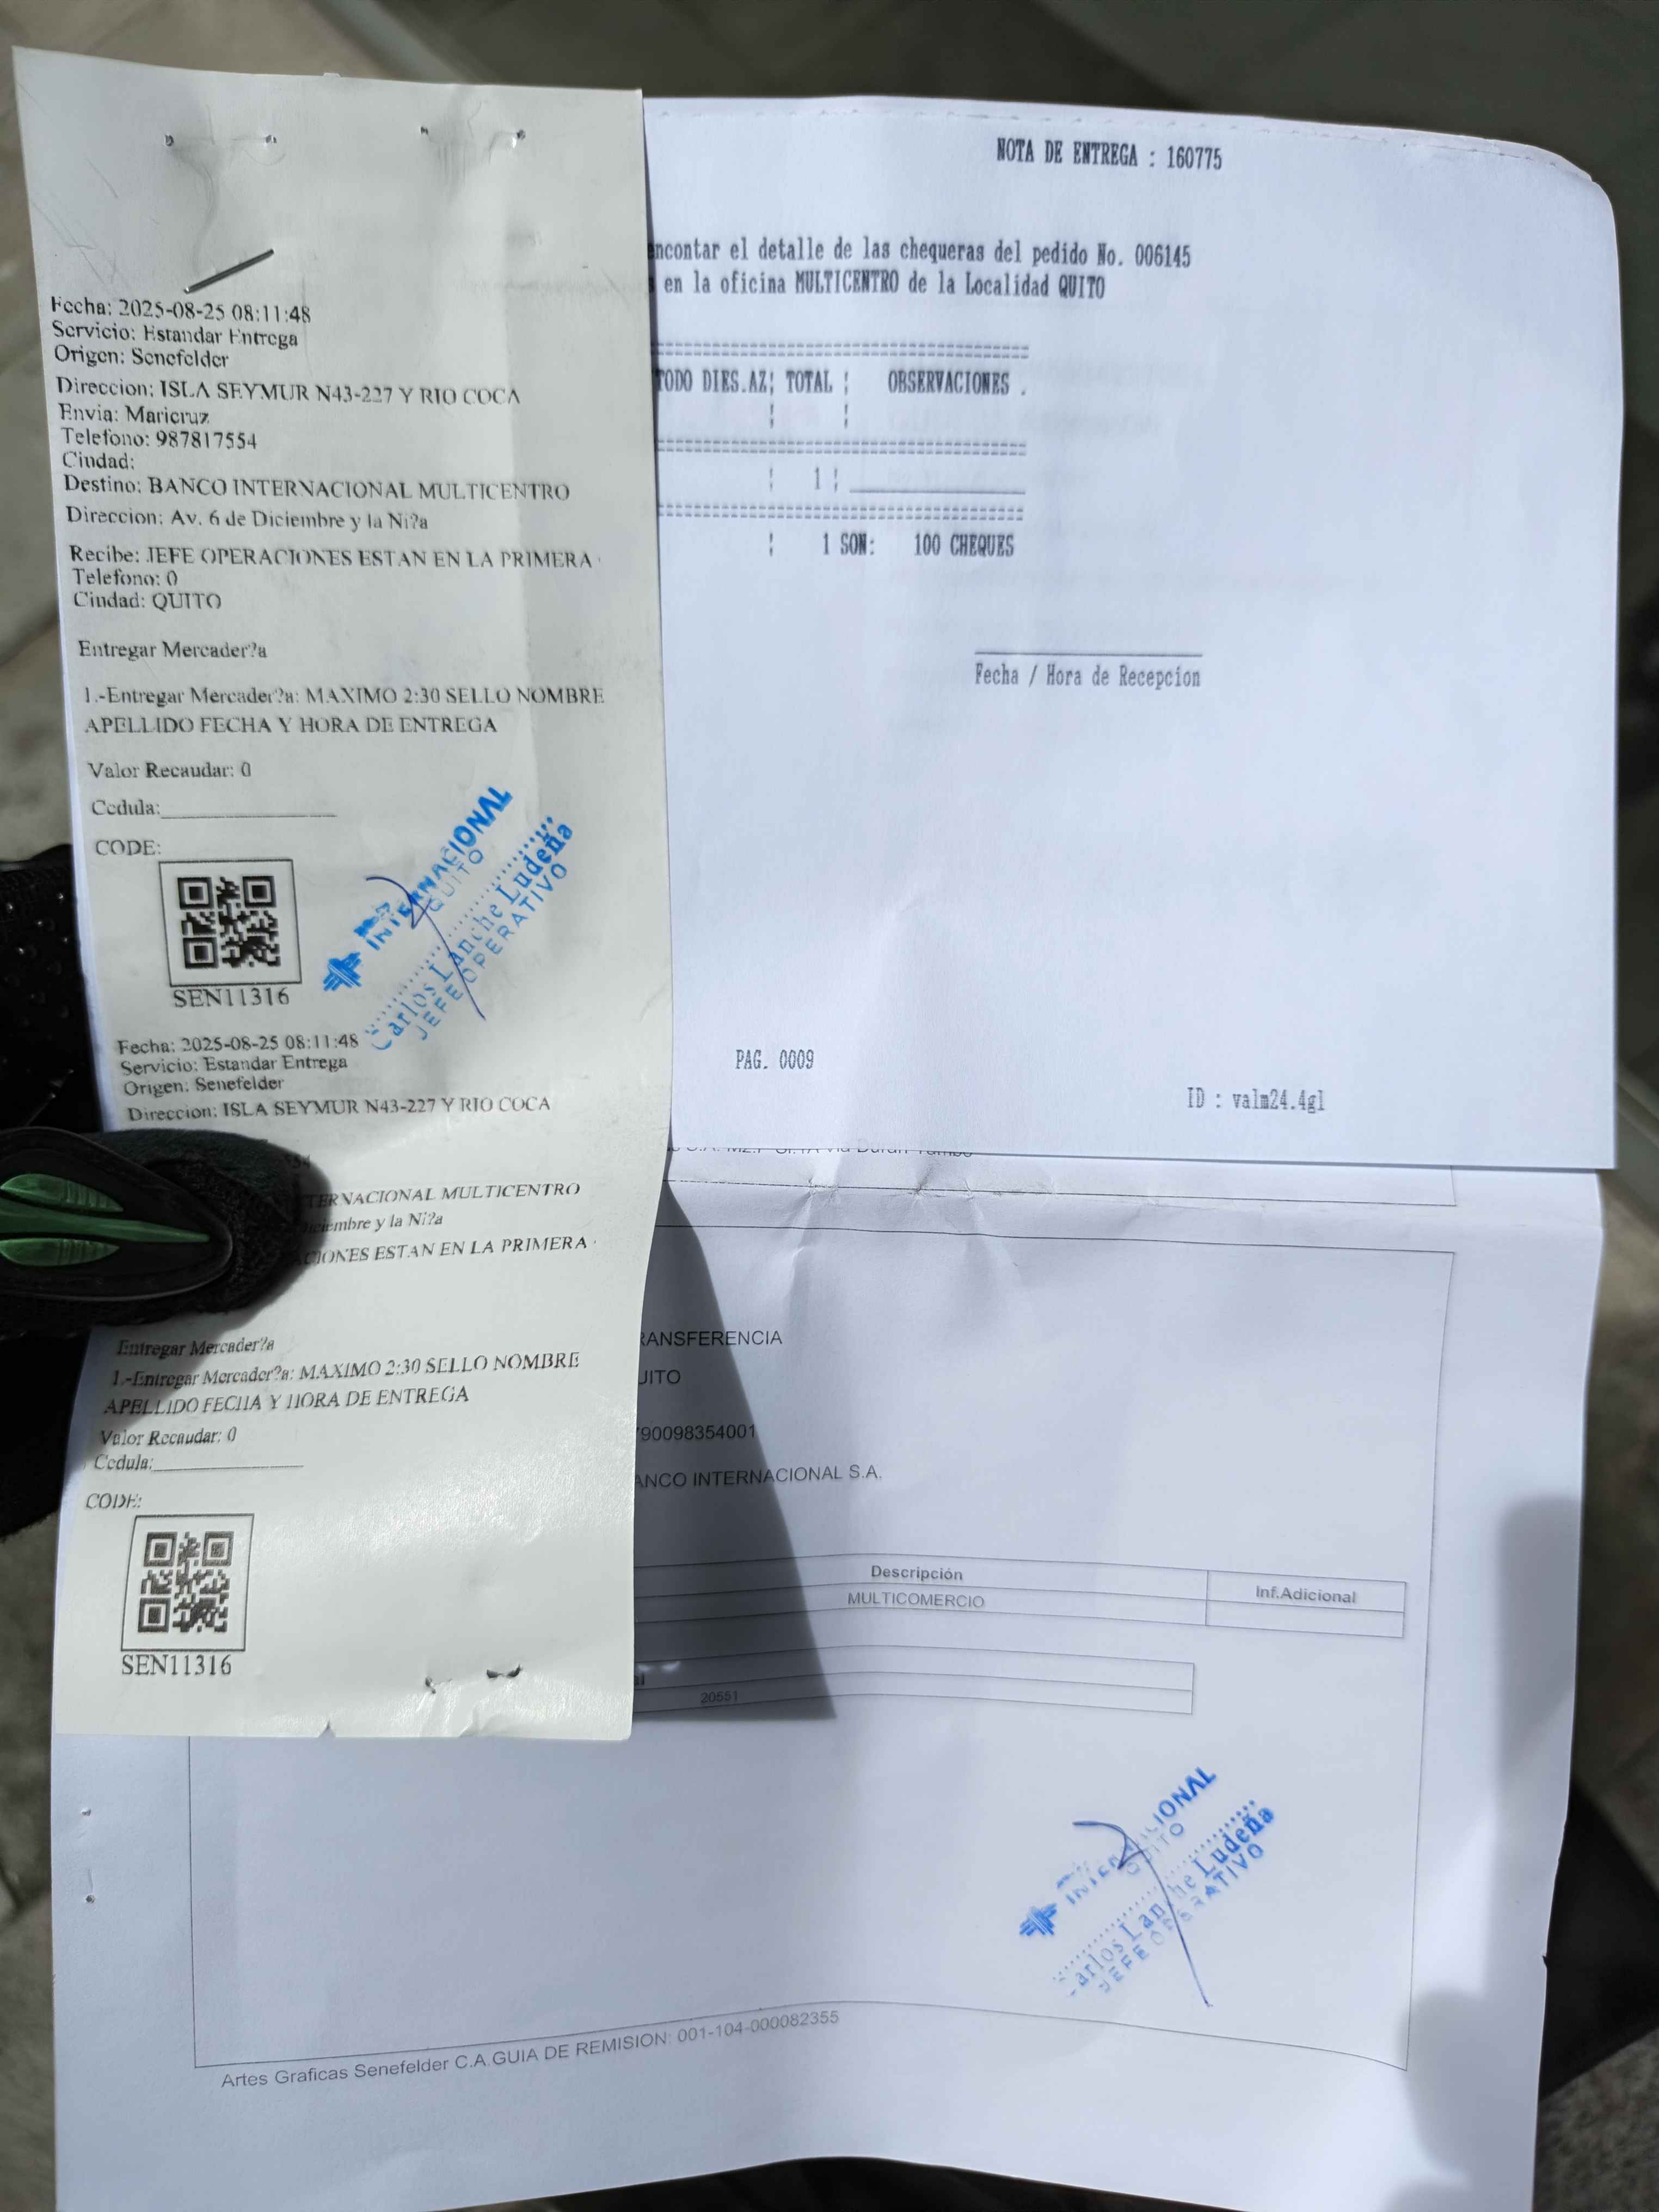 Fecha: 2025-08-25 08:11:48
Servicio: Estandar Entrega
Origen: Senefelder
Direccion: ISLA SEYMUR N43-227 Y RIO COCA
Envia: Maricruz
Telefono: 987817554
Ciudad:
Destino: BANCO INTERNACIONAL MULTICENTRO
Direccion: Av. 6 de Diciembre y la Ni?a
Recibe: JEFE OPERACIONES ESTAN EN LA PRIMERA
Telefono: 0
Ciudad: QUITO
Entregar Mercader?a
1.-Entregar Mercader?a: MAXIMO 2:30 SELLO NOMBRE
APELLIDO FECHA Y HORA DE ENTREGA
Valor Recaudar: 0
Cedula:
CODE:
SEN11316
INTERNACIONAL
QUITO
Carlos Lanche Ludeña
JEFE OPERATIVO
Fecha: 2025-08-25 08:11:48
Servicio: Estandar Entrega
Origen: Senefelder
Direccion: ISLA SEYMUR N43-227 Y RIO COCA
54
TERNACIONAL MULTICENTRO
iciembre y la Ni?a
CIONES ESTAN EN LA PRIMERA
Entregar Mercader?a
1.-Entregar Mercader?a: MAXIMO 2:30 SELLO NOMBRE
APELLIDO FECHA Y HORA DE ENTREGA
Valor Recaudar: 0
Cedula:
CODE:
SEN11316
NOTA DE ENTREGA : 160775
encontar el detalle de las chequeras del pedido No. 006145
s en la oficina MULTICENTRO de la Localidad QUITO
TODO DIES.AZ¦ TOTAL ¦ OBSERVACIONES .
¦ 1 ¦
¦ 1 SON: 100 CHEQUES
Fecha / Hora de Recepcion
PAG. 0009
ID : valm24.4gl
RANSFERENCIA
UITO
790098354001
ANCO INTERNACIONAL S.A.
Descripción Inf.Adicional
MULTICOMERCIO
al
20551
INTERNACIONAL
QUITO
Carlos Lanche Ludeña
JEFE OPERATIVO
Artes Graficas Senefelder C.A.GUIA DE REMISION: 001-104-000082355